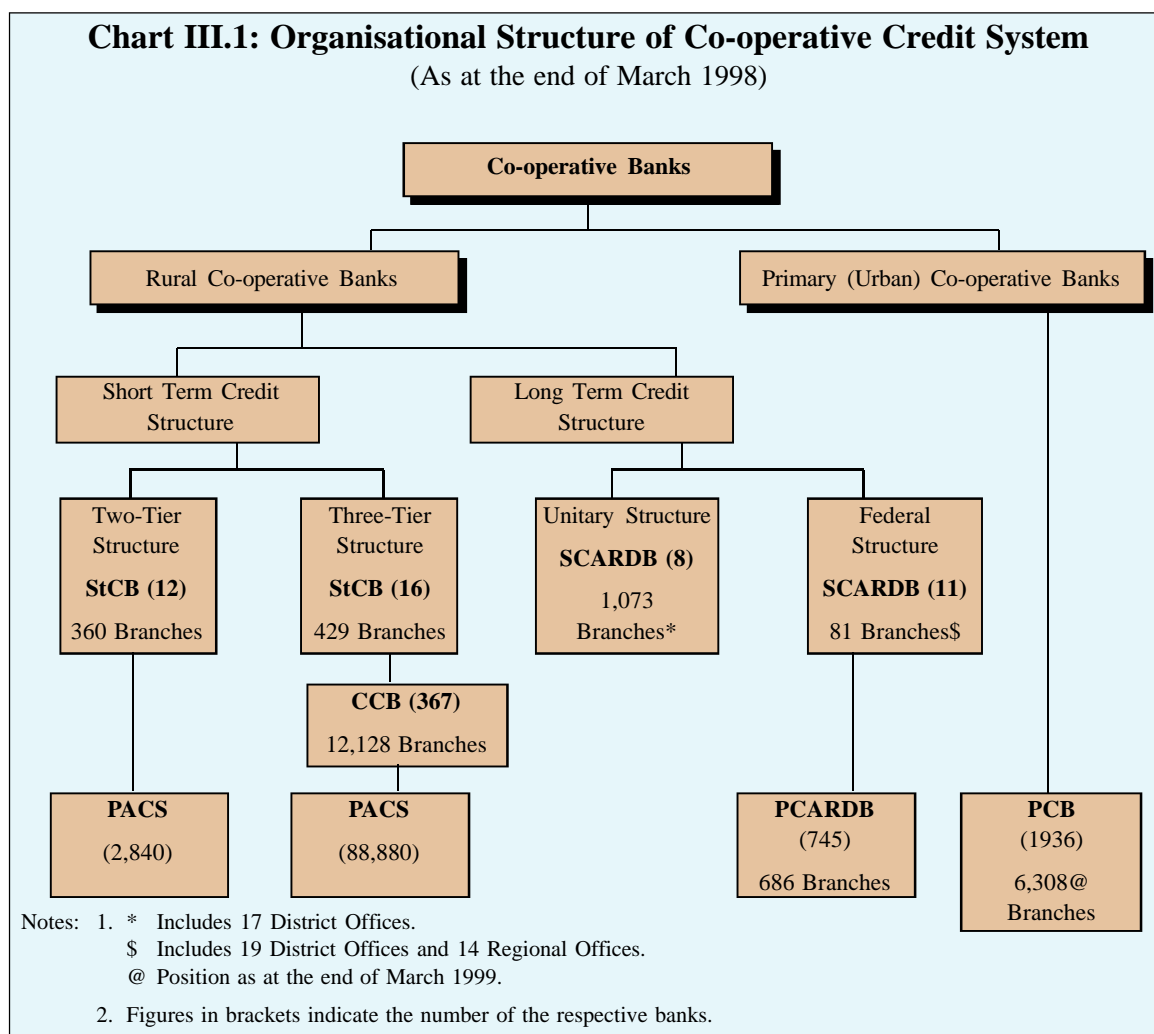 Chart III.1: Organisational Structure of Co-operative Credit System
(As at the end of March 1998)
Co-operative Banks
Rural Co-operative Banks
Primary (Urban) Co-operative Banks
Short Term Credit
Structure
Long Term Credit
Structure
Two-Tier
Structure
StCB (12)
360 Branches
Three-Tier
Structure
StCB (16)
429 Branches
Unitary Structure
SCARDB (8)
1,073
Branches*
Federal
Structure
SCARDB (11)
81 Branches$
CCB (367)
12,128 Branches
PACS
(2,840)
PACS
(88,880)
PCARDB
(745)
686 Branches
PCB
(1936)
6,308@
Branches
Notes: 1. * Includes 17 District Offices.
$ Includes 19 District Offices and 14 Regional Offices.
@ Position as at the end of March 1999.
2. Figures in brackets indicate the number of the respective banks.